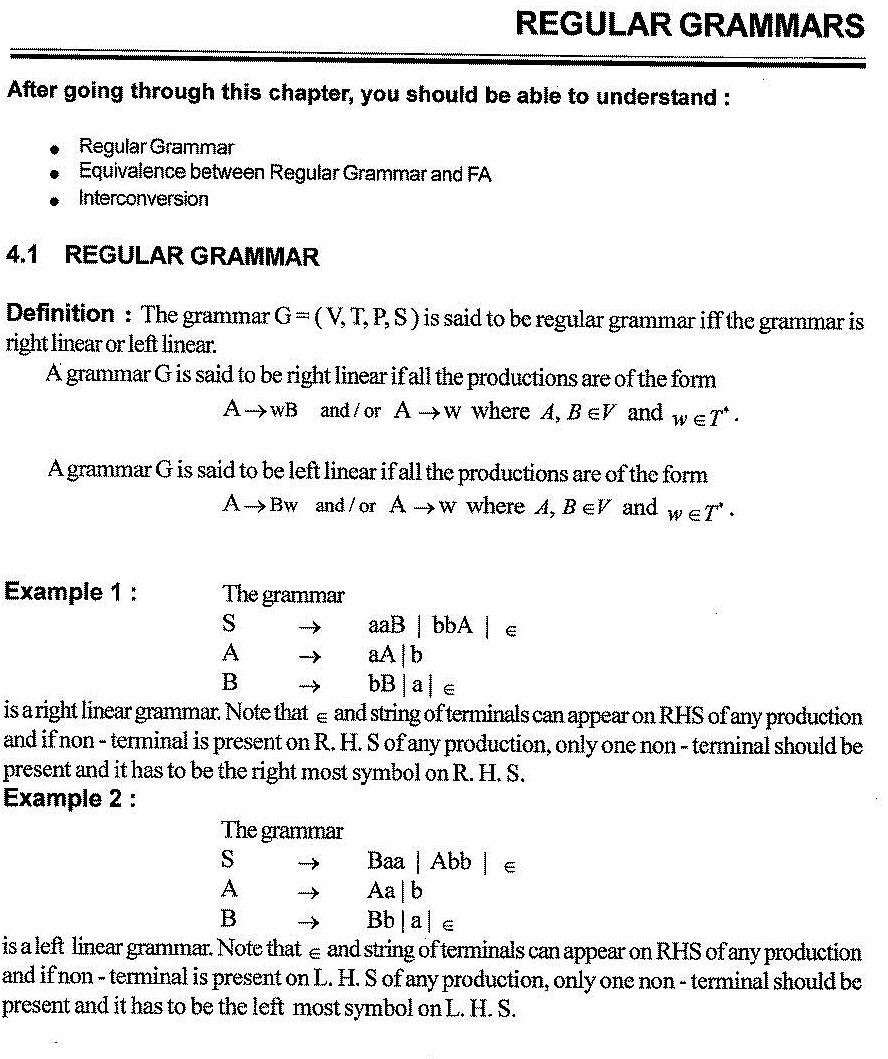 REGULAR GRAMMARS
After going through this chapter, you should be able to understand :
• Regular Grammar
• Equivalence between Regular Grammar and FA
• Interconversion
4.1 REGULAR GRAMMAR
Definition : The grammar G = ( V, T, P, S ) is said to be regular grammar iff the grammar is
right linear or left linear.
A grammar G is said to be right linear if all the productions are of the form
A → wB and / or A → w where A, B ∈ V and w ∈ T*.
A grammar G is said to be left linear if all the productions are of the form
A → Bw and / or A → w where A, B ∈ V and w ∈ T*.
Example 1 : The grammar
S → aaB | bbA | ∈
A → aA | b
B → bB | a | ∈
is a right linear grammar. Note that ∈ and string of terminals can appear on RHS of any production
and if non - terminal is present on R. H. S of any production, only one non - terminal should be
present and it has to be the right most symbol on R. H. S.
Example 2 :
The grammar
S → Baa | Abb | ∈
A → Aa | b
B → Bb | a | ∈
is a left linear grammar. Note that ∈ and string of terminals can appear on RHS of any production
and if non - terminal is present on L. H. S of any production, only one non - terminal should be
present and it has to be the left most symbol on L. H. S.